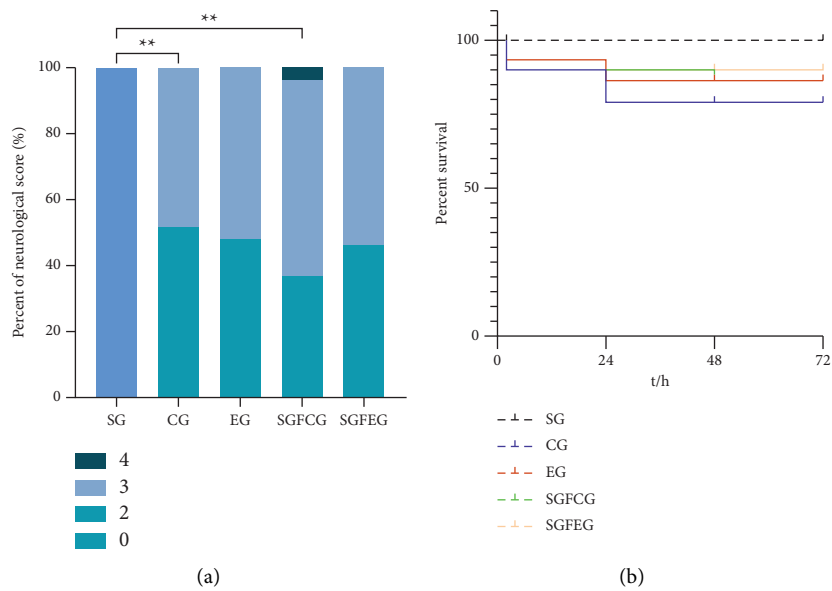 **
**
Percent of neurological score (%)
100
80
60
40
20
0
SG CG EG SGFCG SGFEG
4
3
2
0
(a)
Percent survival
100
50
0
0 24 48 72
t/h
SG
CG
EG
SGFCG
SGFEG
(b)